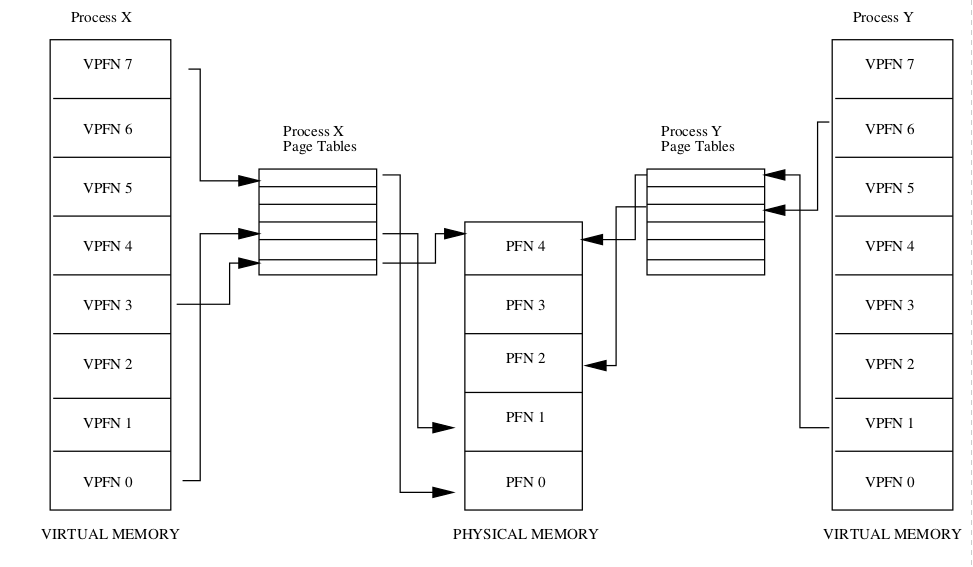 Process X
Process Y
VPFN 7
VPFN 6
VPFN 5
VPFN 4
VPFN 3
VPFN 2
VPFN 1
VPFN 0
VIRTUAL MEMORY
Process X
Page Tables
PFN 4
PFN 3
PFN 2
PFN 1
PFN 0
PHYSICAL MEMORY
Process Y
Page Tables
VPFN 7
VPFN 6
VPFN 5
VPFN 4
VPFN 3
VPFN 2
VPFN 1
VPFN 0
VIRTUAL MEMORY